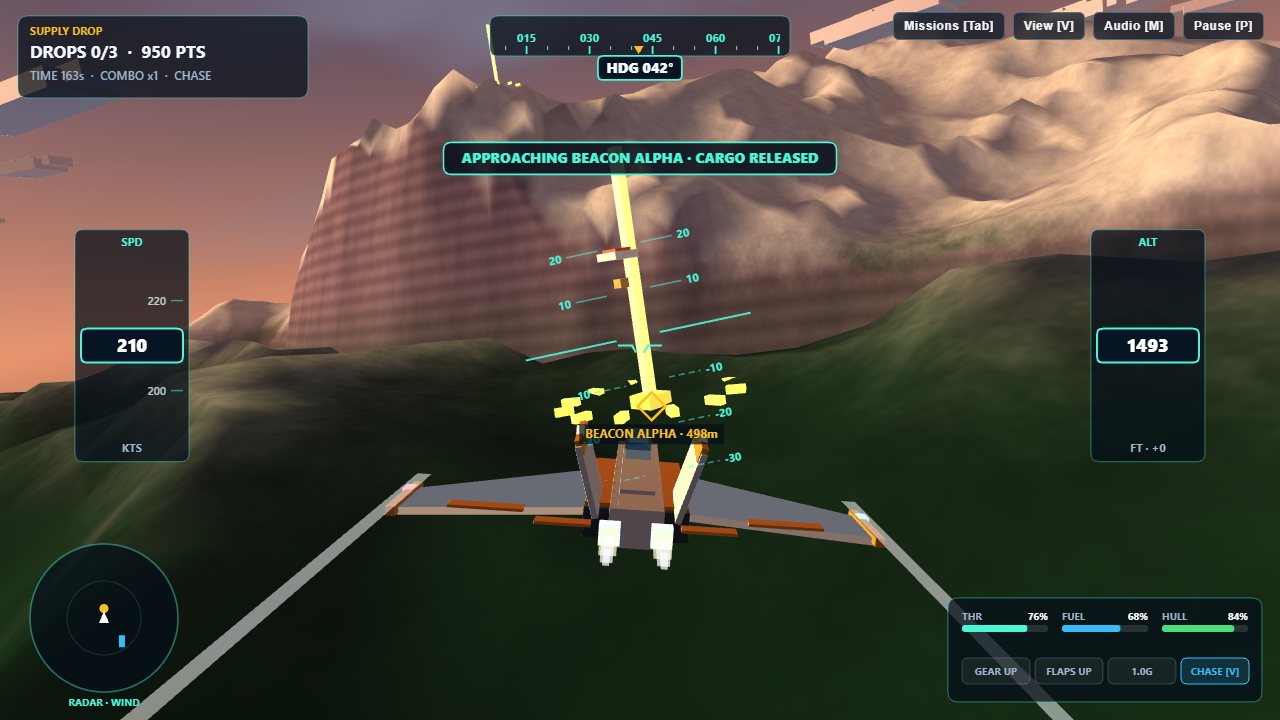 SUPPLY DROP
DROPS 0/3 · 950 PTS
TIME 163s · COMBO x1 · CHASE
015 030 045 060 07
HDG 042°
Missions [Tab]
View [V]
Audio [M]
Pause [P]
APPROACHING BEACON ALPHA · CARGO RELEASED
SPD
220
210
200
KTS
20 20
10 10
-10
10
-20
-30
BEACON ALPHA · 498m
ALT
1493
FT · +0
RADAR · WIND
THR 76% FUEL 68% HULL 84%
GEAR UP
FLAPS UP
1.0G
CHASE [V]